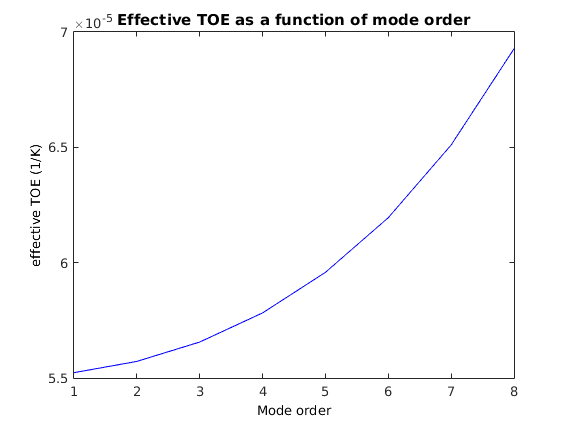 ×10-5 Effective TOE as a function of mode order
7
6.5
6
5.5
effective TOE (1/K)
1 2 3 4 5 6 7 8
Mode order